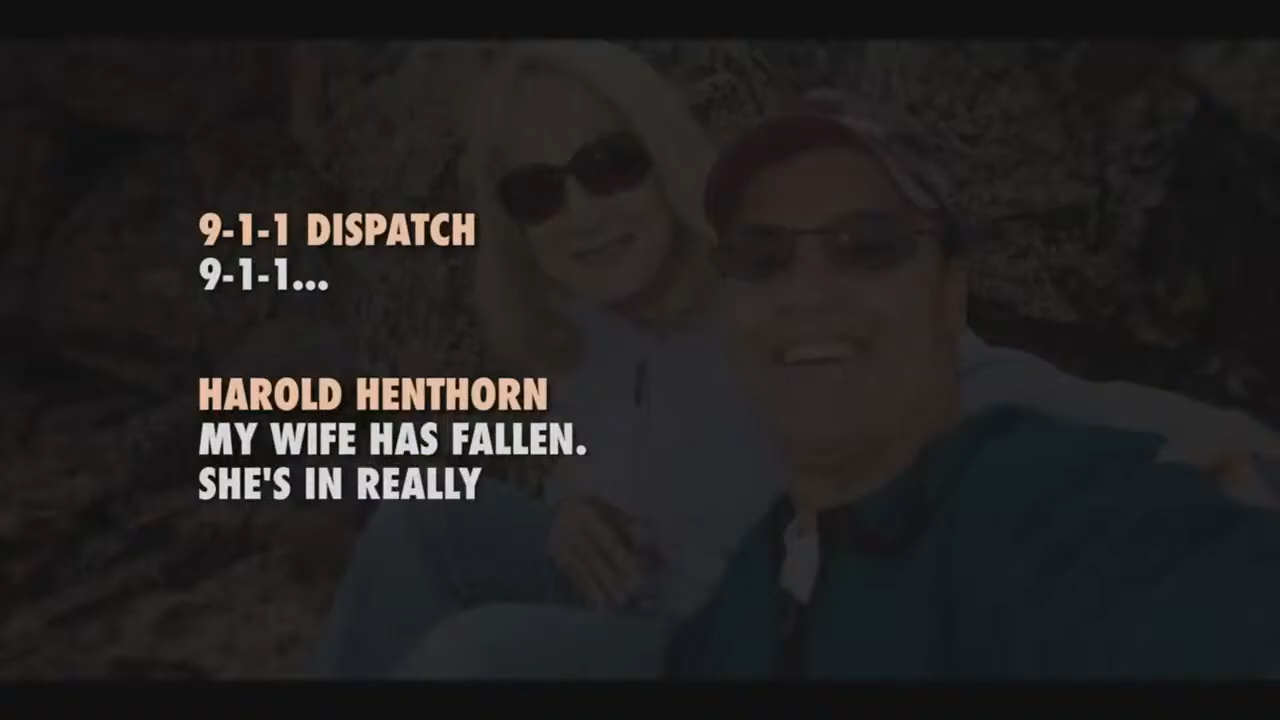 9-1-1 DISPATCH
9-1-1...
HAROLD HENTHORN
MY WIFE HAS FALLEN.
SHE'S IN REALLY